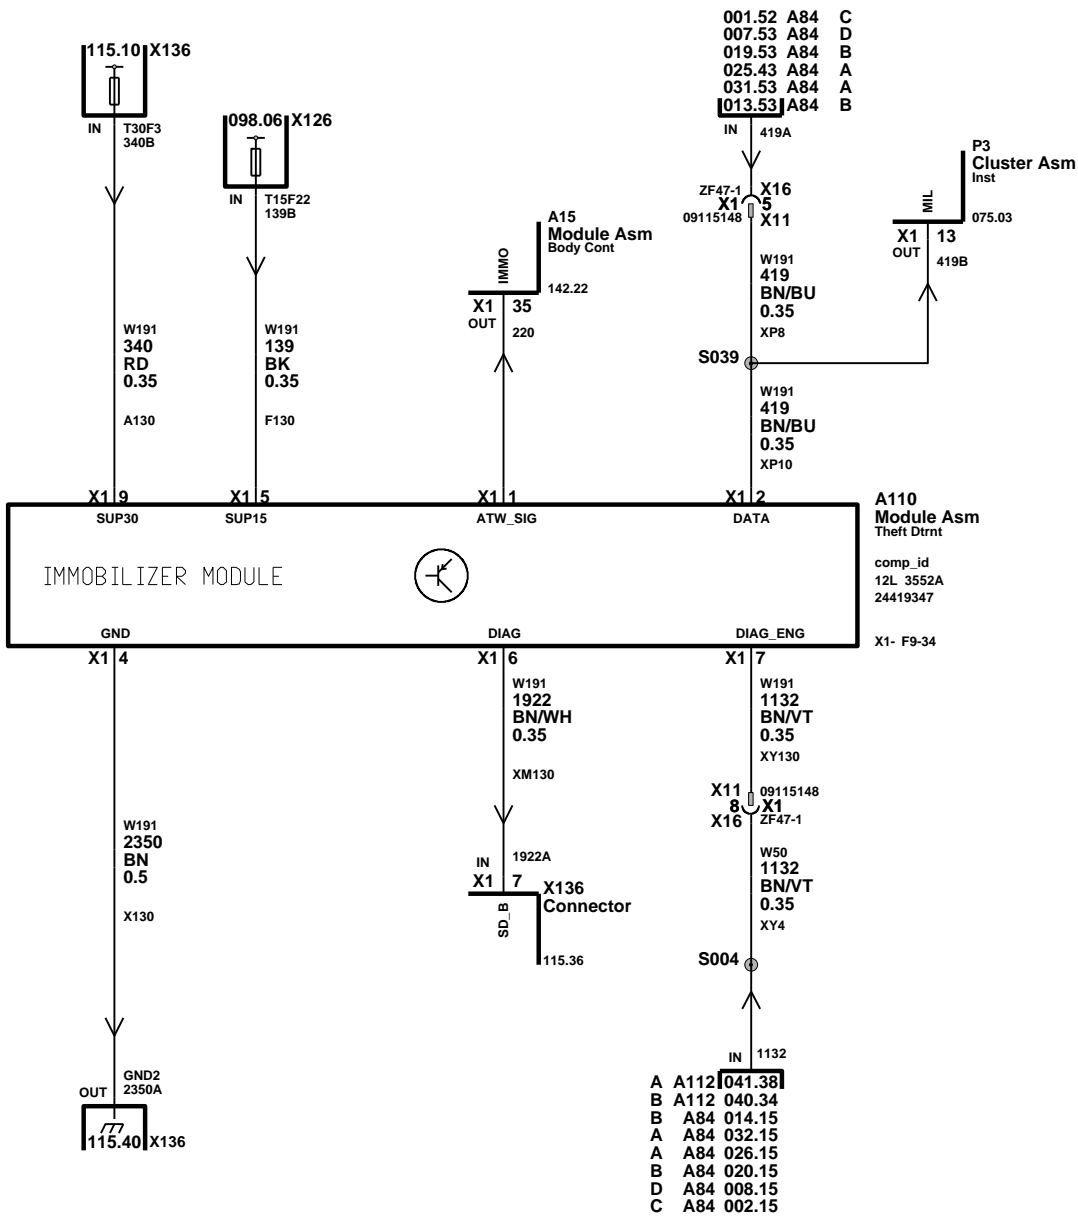 001.52 A84 C
007.53 A84 D
019.53 A84 B
025.43 A84 A
031.53 A84 A
013.53 A84 B
IN 419A
115.10 X136
IN T30F3
340B
098.06 X126
IN T15F22
139B
A15
Module Asm
Body Cont
IMMO
142.22
X1 35
OUT
220
ZF47-1 X16
X1 5
09115148 X11
P3
Cluster Asm
Inst
MIL
075.03
X1 13
OUT
419B
W191
419
BN/BU
0.35
XP8
S039
W191
340
RD
0.35
A130
W191
139
BK
0.35
F130
W191
419
BN/BU
0.35
XP10
X1 9
X1 5
X1 1
X1 2
SUP30
SUP15
ATW_SIG
DATA
A110
Module Asm
Theft Dtrnt
comp_id
12L 3552A
24419347
X1- F9-34
IMMOBILIZER MODULE
GND
DIAG
DIAG_ENG
X1 4
X1 6
X1 7
W191
1922
BN/WH
0.35
XM130
W191
1132
BN/VT
0.35
XY130
X11 09115148
8 X1
X16 ZF47-1
W191
2350
BN
0.5
X130
IN 1922A
X1 7
X136
Connector
SD_B
115.36
W50
1132
BN/VT
0.35
XY4
S004
IN 1132
GND2
OUT 2350A
115.40 X136
A A112 041.38
B A112 040.34
B A84 014.15
A A84 032.15
A A84 026.15
B A84 020.15
D A84 008.15
C A84 002.15